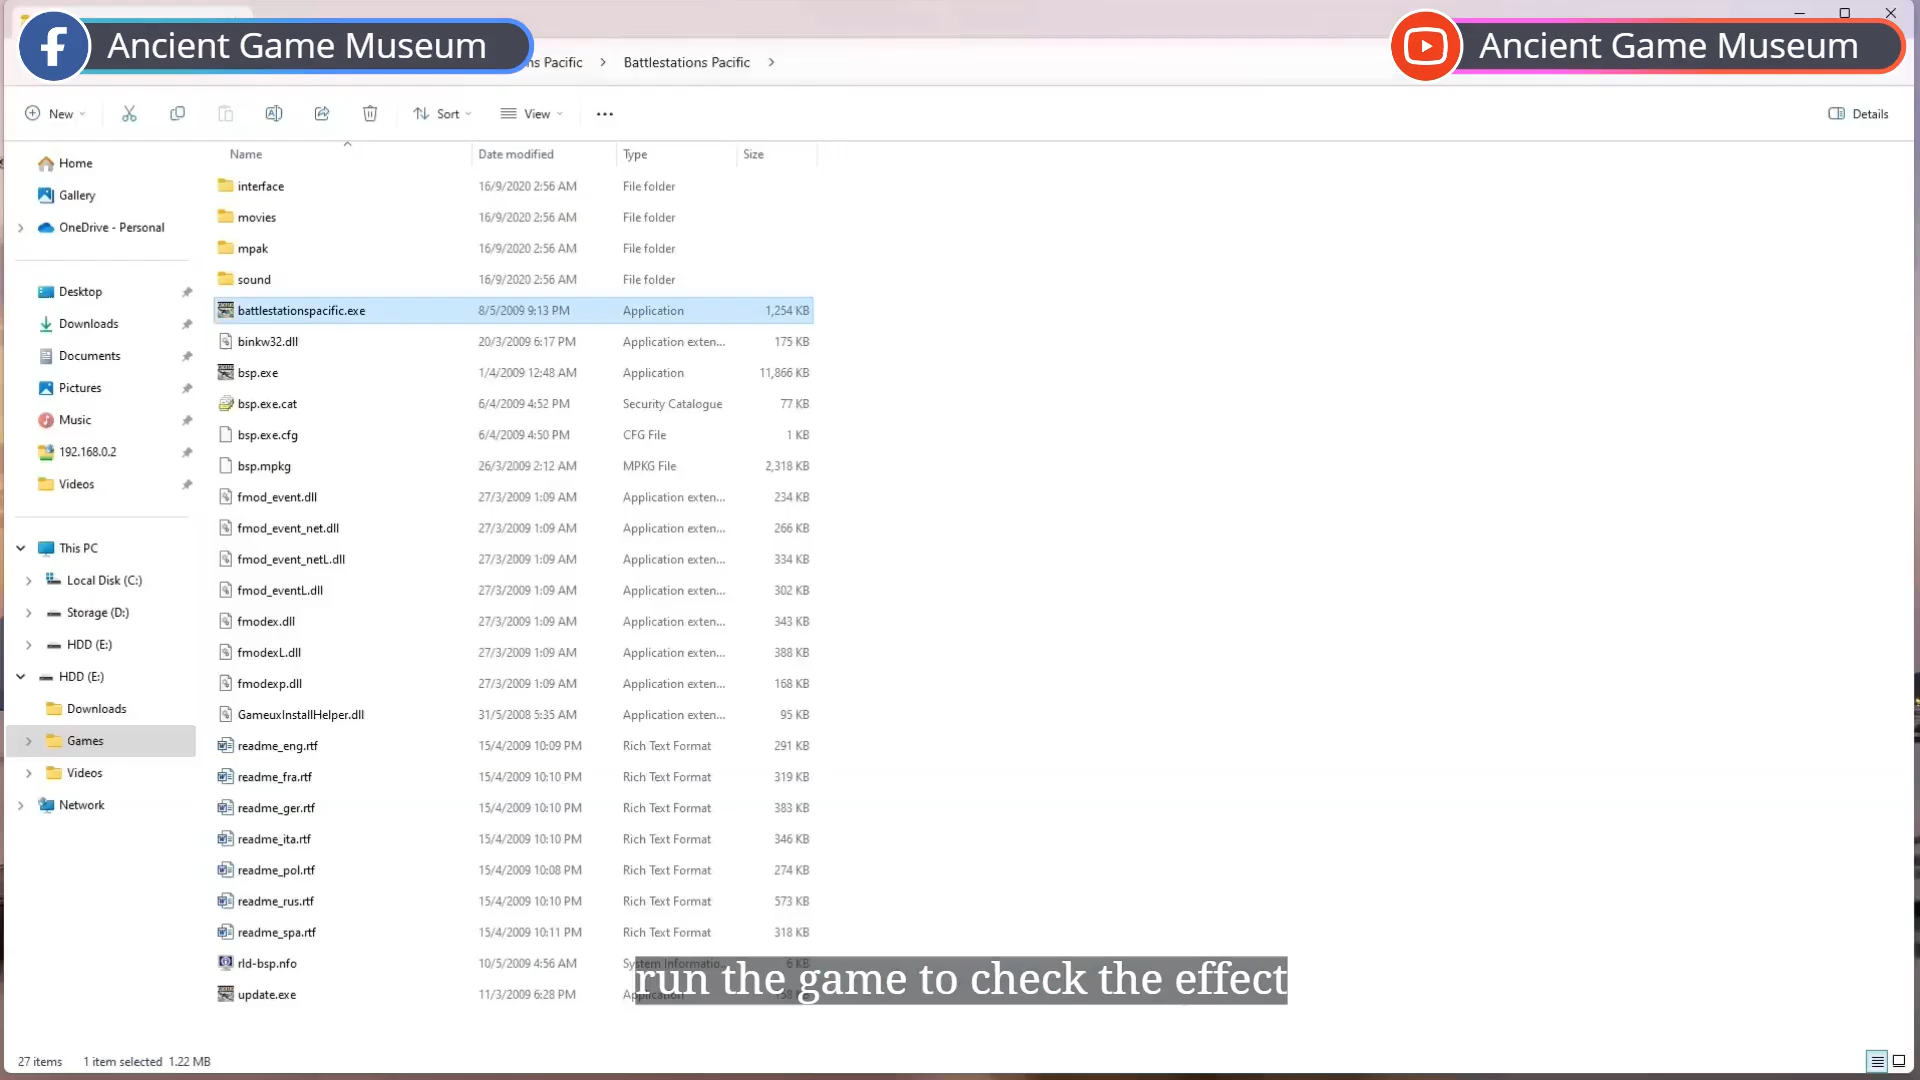 Ancient Game Museum
Ancient Game Museum
ns Pacific > Battlestations Pacific >
New Sort View ... Details
Name Date modified Type Size
Home
Gallery
OneDrive - Personal
Desktop
Downloads
Documents
Pictures
Music
192.168.0.2
Videos
This PC
Local Disk (C:)
Storage (D:)
HDD (E:)
HDD (E:)
Downloads
Games
Videos
Network
interface 16/9/2020 2:56 AM File folder
movies 16/9/2020 2:56 AM File folder
mpak 16/9/2020 2:56 AM File folder
sound 16/9/2020 2:56 AM File folder
battlestationspacific.exe 8/5/2009 9:13 PM Application 1,254 KB
binkw32.dll 20/3/2009 6:17 PM Application exten... 175 KB
bsp.exe 1/4/2009 12:48 AM Application 11,866 KB
bsp.exe.cat 6/4/2009 4:52 PM Security Catalogue 77 KB
bsp.exe.cfg 6/4/2009 4:50 PM CFG File 1 KB
bsp.mpkg 26/3/2009 2:12 AM MPKG File 2,318 KB
fmod_event.dll 27/3/2009 1:09 AM Application exten... 234 KB
fmod_event_net.dll 27/3/2009 1:09 AM Application exten... 266 KB
fmod_event_netL.dll 27/3/2009 1:09 AM Application exten... 334 KB
fmod_eventL.dll 27/3/2009 1:09 AM Application exten... 302 KB
fmodex.dll 27/3/2009 1:09 AM Application exten... 343 KB
fmodexL.dll 27/3/2009 1:09 AM Application exten... 388 KB
fmodexp.dll 27/3/2009 1:09 AM Application exten... 168 KB
GameuxInstallHelper.dll 31/5/2008 5:35 AM Application exten... 95 KB
readme_eng.rtf 15/4/2009 10:09 PM Rich Text Format 291 KB
readme_fra.rtf 15/4/2009 10:10 PM Rich Text Format 319 KB
readme_ger.rtf 15/4/2009 10:10 PM Rich Text Format 383 KB
readme_ita.rtf 15/4/2009 10:10 PM Rich Text Format 346 KB
readme_pol.rtf 15/4/2009 10:08 PM Rich Text Format 274 KB
readme_rus.rtf 15/4/2009 10:10 PM Rich Text Format 573 KB
readme_spa.rtf 15/4/2009 10:11 PM Rich Text Format 318 KB
rld-bsp.nfo 10/5/2009 4:56 AM System Informatio... 6 KB
update.exe 11/3/2009 6:28 PM
run the game to check the effect
27 items 1 item selected 1.22 MB